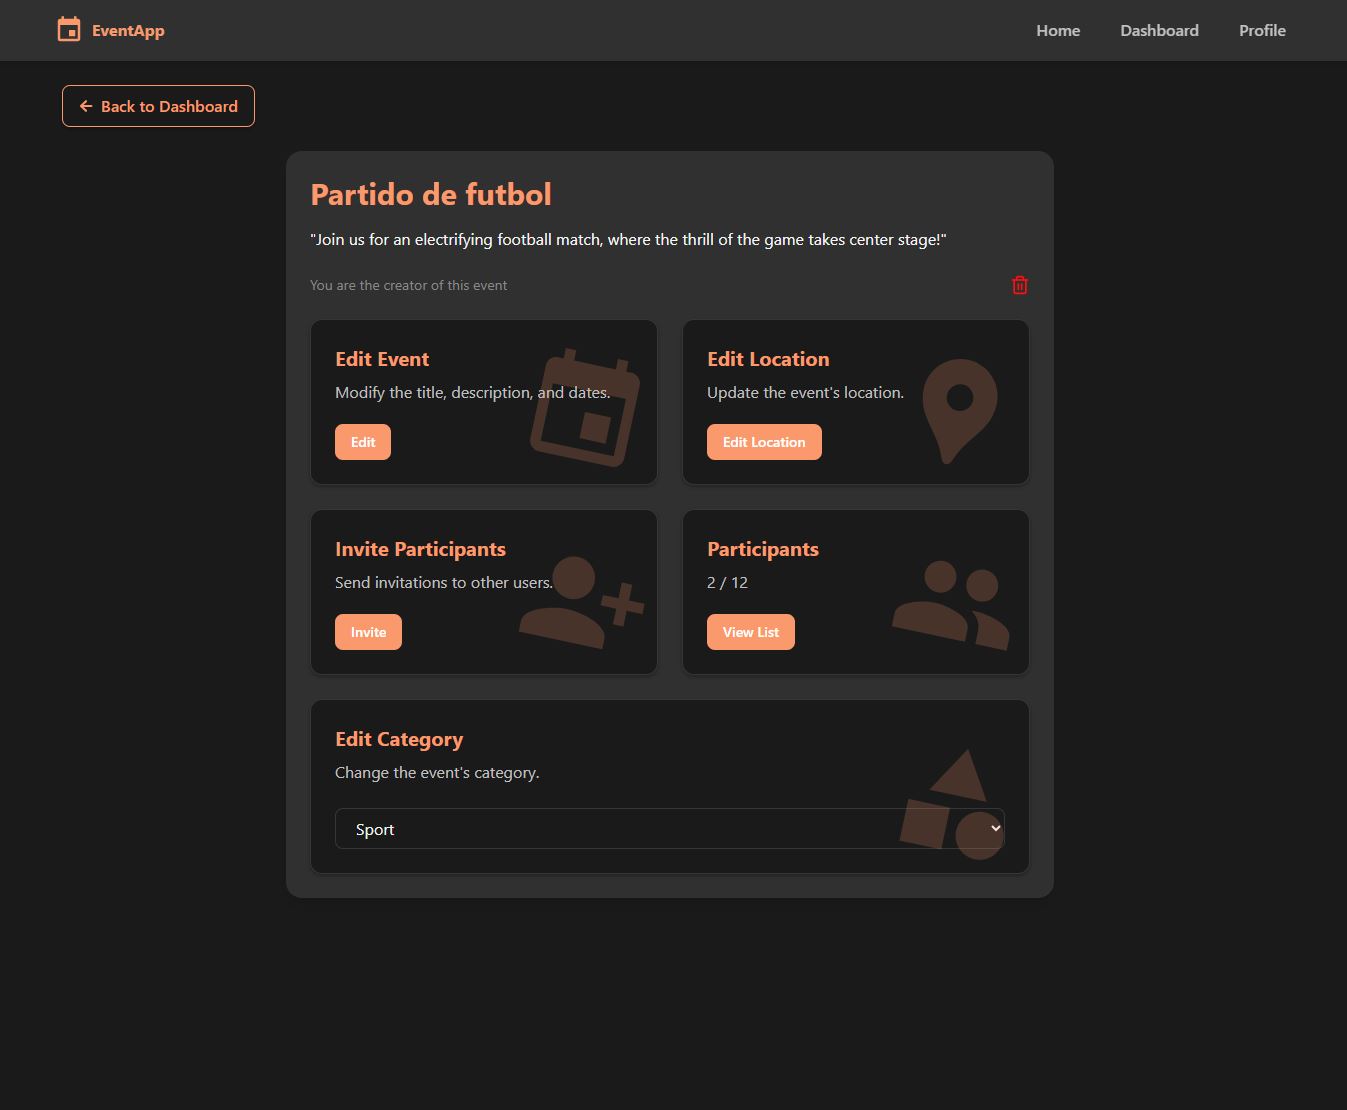 EventApp
Home
Dashboard
Profile
Back to Dashboard
Partido de futbol
"Join us for an electrifying football match, where the thrill of the game takes center stage!"
You are the creator of this event
Edit Event
Modify the title, description, and dates.
Edit
Edit Location
Update the event's location.
Edit Location
Invite Participants
Send invitations to other users.
Invite
Participants
2 / 12
View List
Edit Category
Change the event's category.
Sport